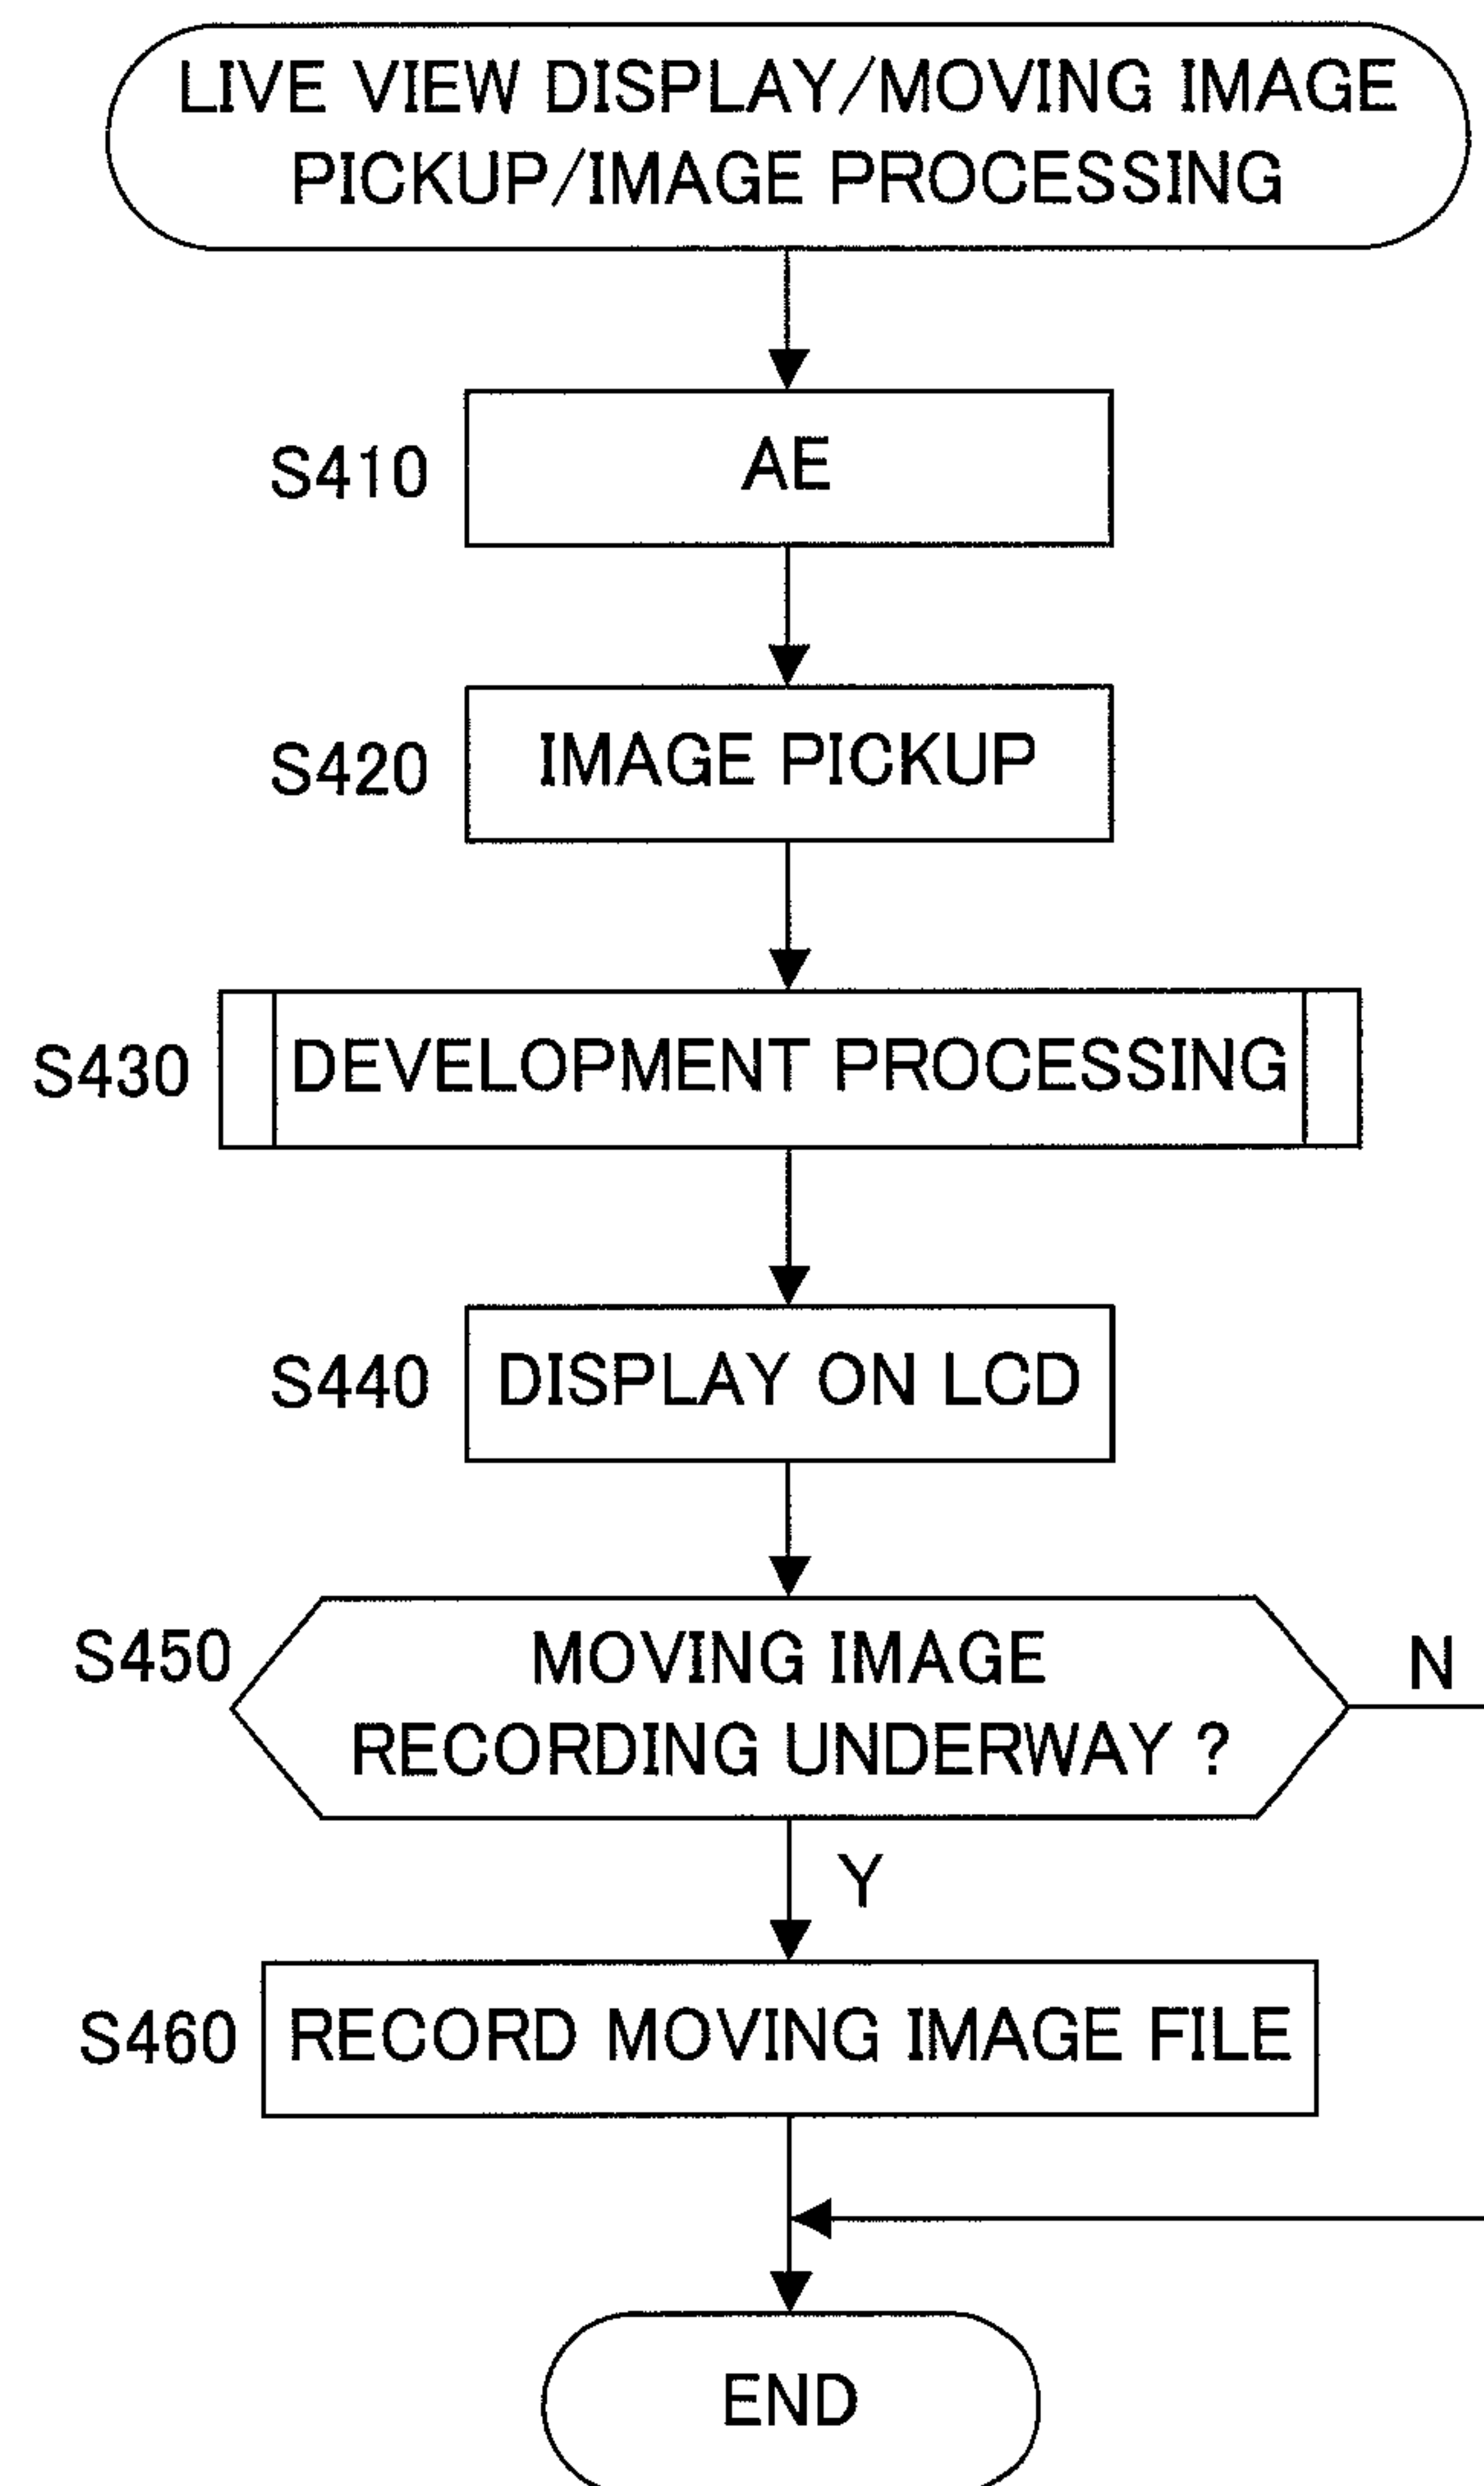 LIVE VIEW DISPLAY/MOVING IMAGE
PICKUP/IMAGE PROCESSING
S410
AE
S420
IMAGE PICKUP
S430
DEVELOPMENT PROCESSING
S440
DISPLAY ON LCD
S450
MOVING IMAGE
RECORDING UNDERWAY ?
N
Y
S460
RECORD MOVING IMAGE FILE
END